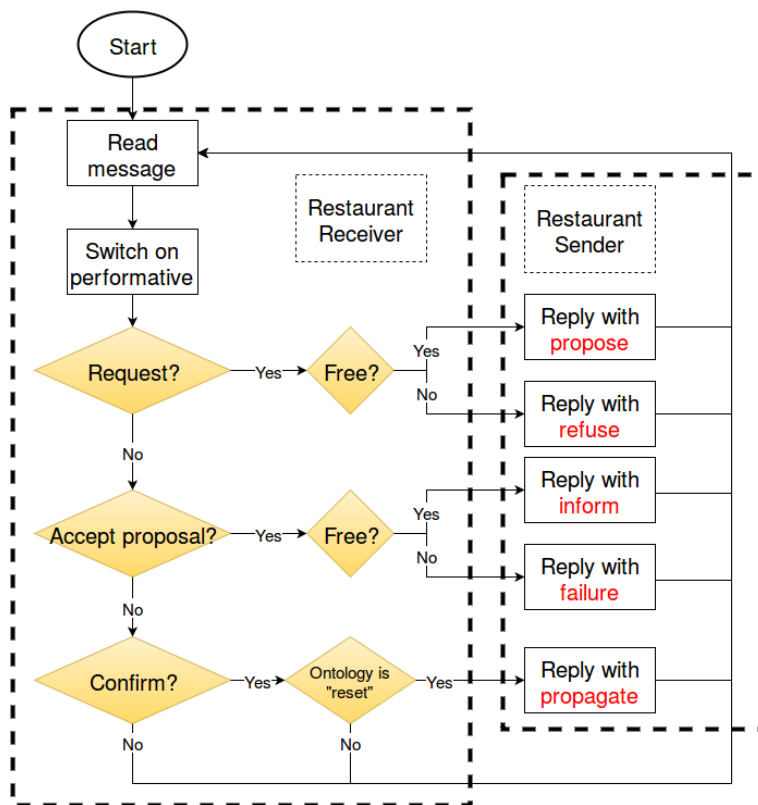 Start
Read
message
Restaurant
Receiver
Restaurant
Sender
Switch on
performative
Request?
Yes
Free?
Yes
No
Reply with
propose
Reply with
refuse
No
Accept proposal?
Yes
Free?
Yes
No
Reply with
inform
Reply with
failure
No
Confirm?
Yes
Ontology is
"reset"
Yes
Reply with
propagate
No
No